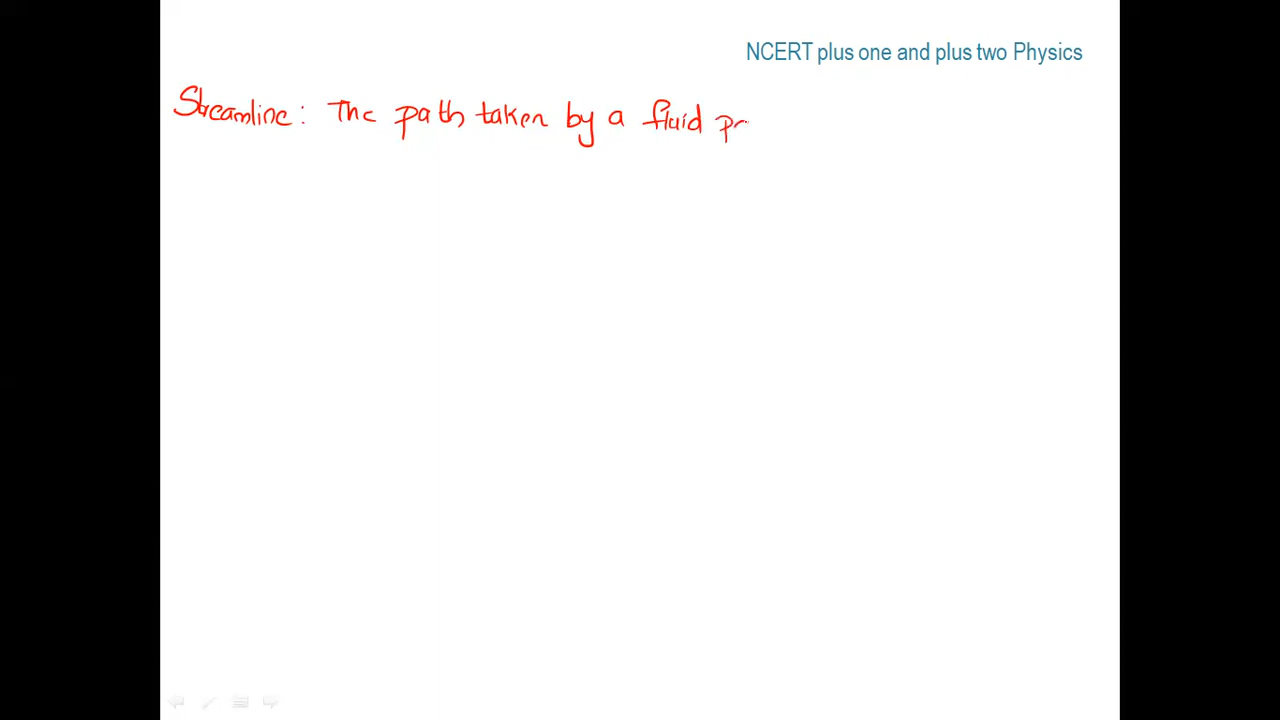 NCERT plus one and plus two Physics
Streamline: The path taken by a fluid